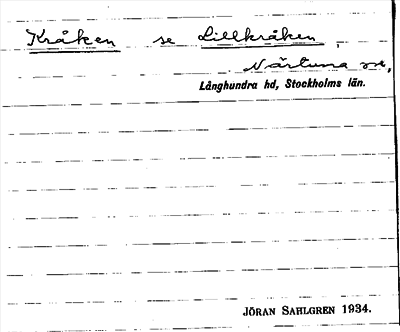 Kråken se Lillkråken,
Närtuna sn,
Långhundra hd, Stockholms län.
JÖRAN SAHLGREN 1934.